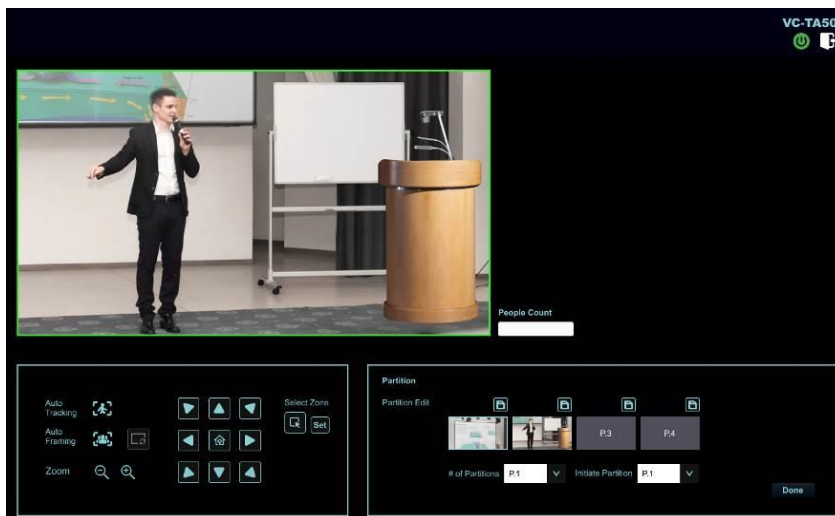 VC-TA50
People Count
Auto Tracking
Auto Framing
Zoom
Select Zone
Set
Partition
Partition Edit
P.3
P.4
# of Partitions
P.1
Initiate Partition
P.1
Done